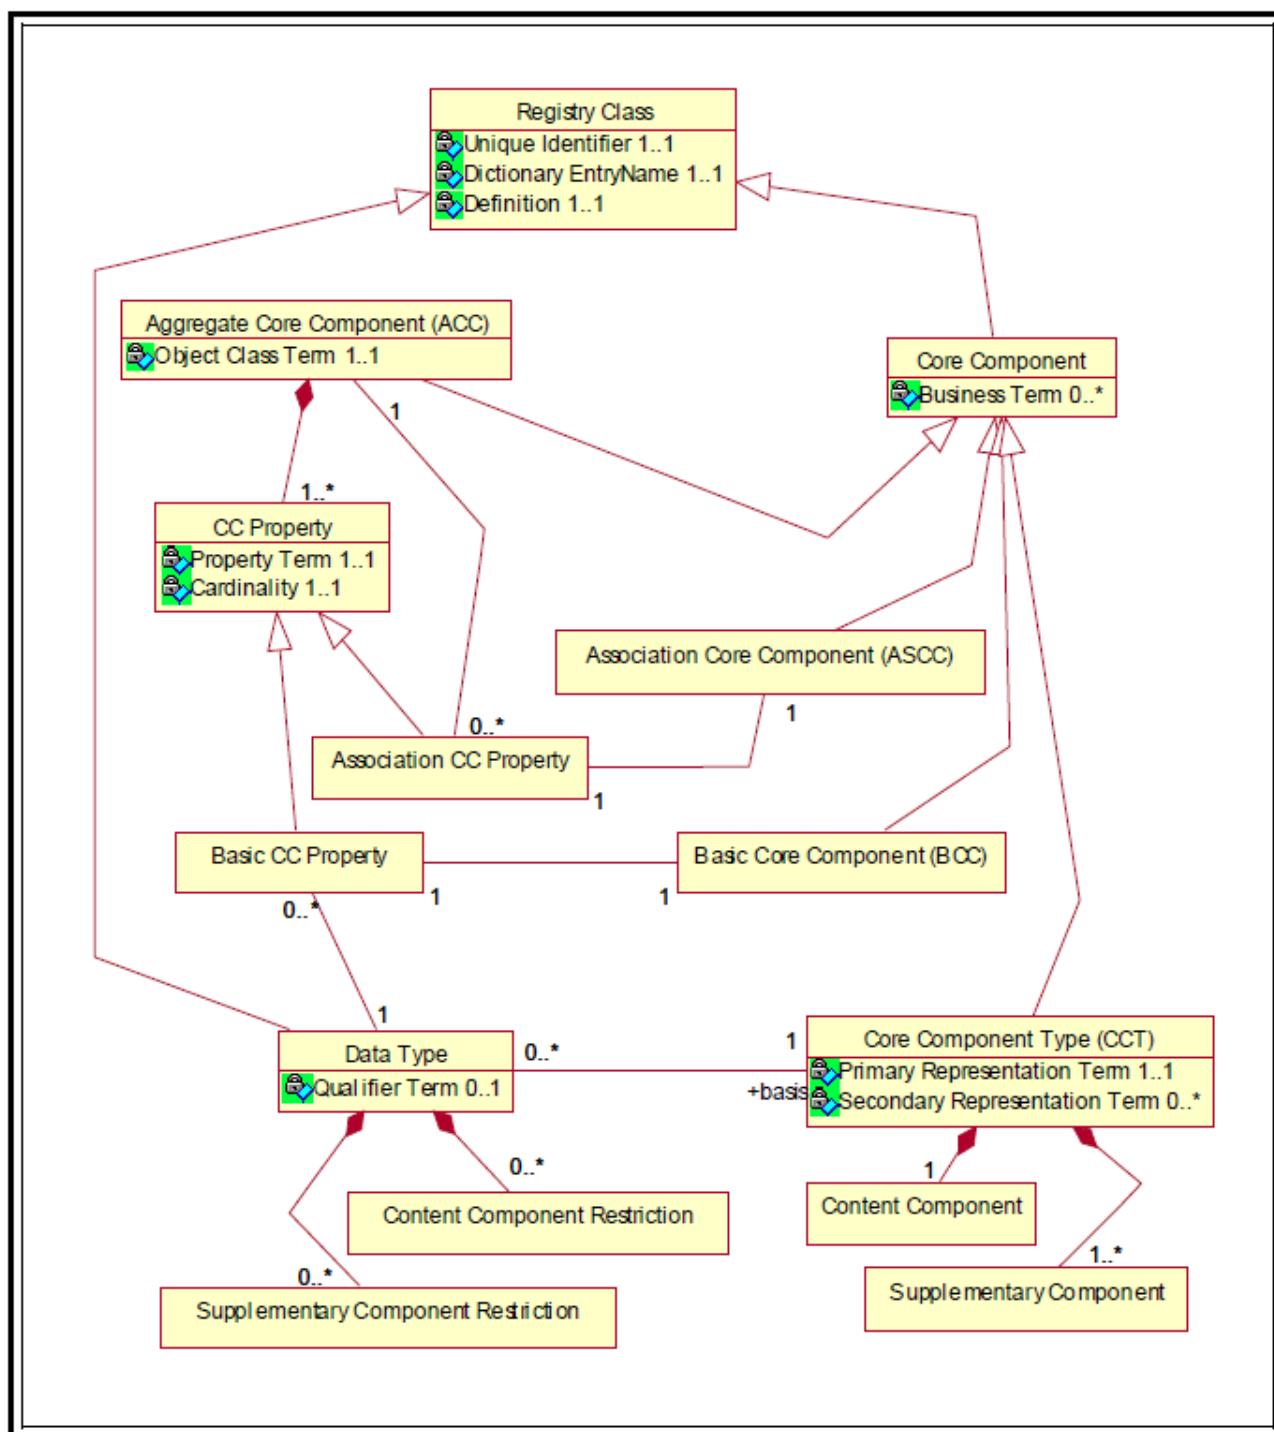 Registry Class
Unique Identifier 1..1
Dictionary EntryName 1..1
Definition 1..1
Aggregate Core Component (ACC)
Object Class Term 1..1
Core Component
Business Term 0..*
1
1..*
CC Property
Property Term 1..1
Cardinality 1..1
Association Core Component (ASCC)
1
0..*
Association CC Property
1
Basic CC Property
Basic Core Component (BCC)
0..*
1
1
1
Data Type
Qualifier Term 0..1
0..*
1
+basis
Core Component Type (CCT)
Primary Representation Term 1..1
Secondary Representation Term 0..*
0..*
Content Component Restriction
1
Content Component
0..*
Supplementary Component Restriction
1..*
Supplementary Component